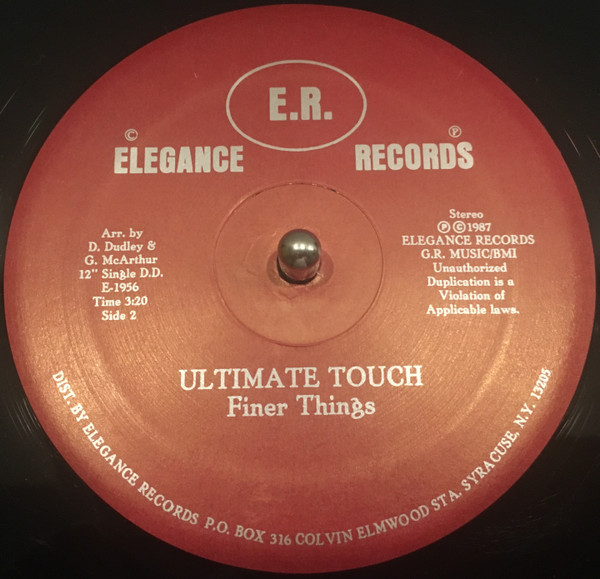 E.R.
©
ELEGANCE
℗
RECORDS
Arr. by
D. Dudley &
G. McArthur
12" Single D.D.
E-1956
Time 3:20
Side 2
Stereo
℗ © 1987
ELEGANCE RECORDS
G.R. MUSIC/BMI
Unauthorized
Duplication is a
Violation of
Applicable laws.
ULTIMATE TOUCH
Finer Things
DIST. BY ELEGANCE RECORDS P.O. BOX 316 COLVIN ELMWOOD STA. SYRACUSE, N.Y. 13205